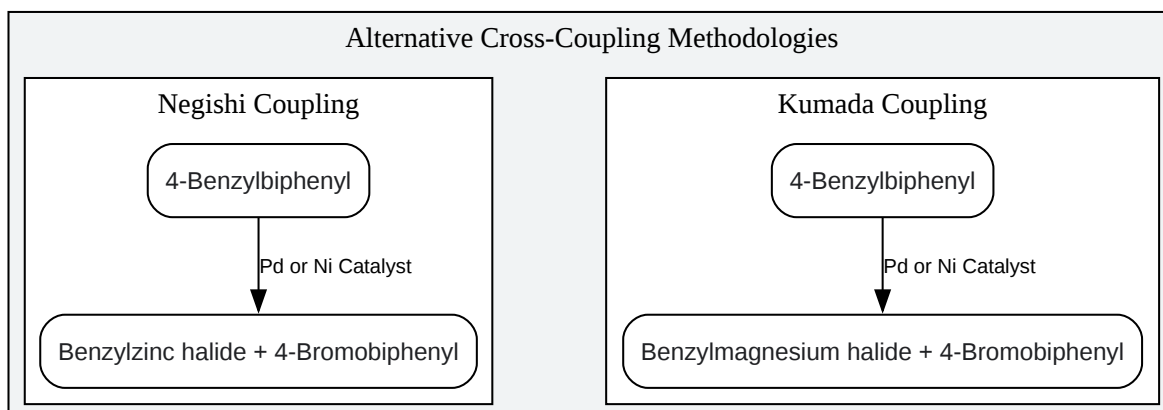 Alternative Cross-Coupling Methodologies
Negishi Coupling
4-Benzylbiphenyl
Pd or Ni Catalyst
Benzylzinc halide + 4-Bromobiphenyl
Kumada Coupling
4-Benzylbiphenyl
Pd or Ni Catalyst
Benzylmagnesium halide + 4-Bromobiphenyl